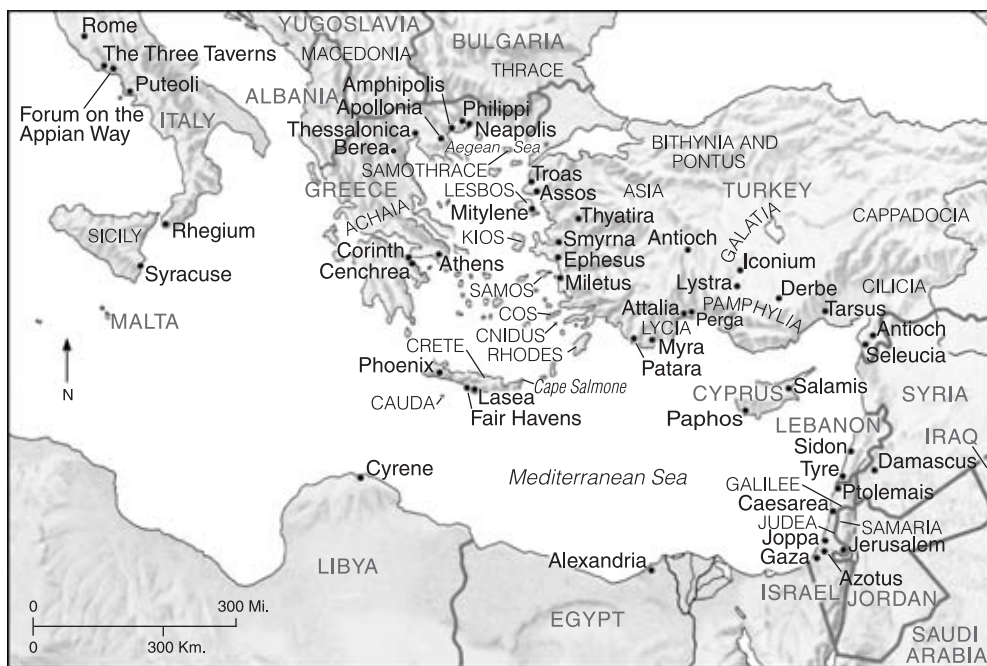 Rome
The Three Taverns
Forum on the
Appian Way
Puteoli
ITALY
YUGOSLAVIA
MACEDONIA
BULGARIA
THRACE
ALBANIA
Amphipolis
Apollonia
Philippi
Neapolis
Thessalonica
Berea
Aegean Sea
SAMOTHRACE
GREECE
Troas
Assos
LESBOS
Mitylene
BITHYNIA AND
PONTUS
ASIA
TURKEY
Thyatira
GALATIA
CAPPADOCIA
ACHAIA
KIOS
Smyrna
Ephesus
Antioch
Corinth
Cenchrea
Athens
SICILY
Rhegium
Syracuse
MALTA
SAMOS
Miletus
Iconium
Lystra
Derbe
CILICIA
Tarsus
COS
Attalia
Perga
PAMPHYLIA
CNIDUS
LYCIA
RHODES
Myra
Patara
Antioch
Seleucia
N
CRETE
Phoenix
Cape Salmone
CAUDA
Lasea
Fair Havens
CYPRUS
Salamis
Paphos
SYRIA
LEBANON
Sidon
IRAQ
Tyre
Damascus
Cyrene
Mediterranean Sea
GALILEE
Ptolemais
Caesarea
JUDEA
SAMARIA
Joppa
Jerusalem
Gaza
Azotus
Alexandria
LIBYA
EGYPT
ISRAEL
JORDAN
SAUDI
ARABIA
0
300 Mi.
0
300 Km.